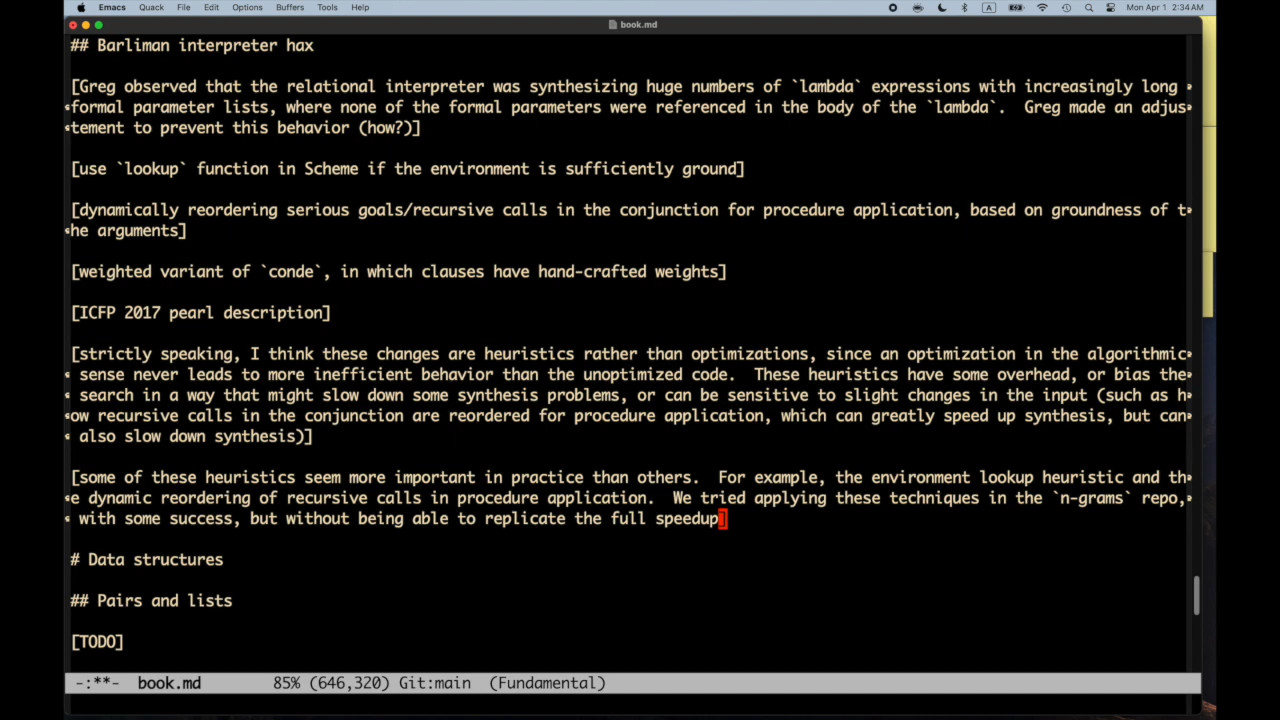 Emacs Quack File Edit Options Buffers Tools Help A Mon Apr 1 2:34 AM
book.md
## Barliman interpreter hax
[Greg observed that the relational interpreter was synthesizing huge numbers of `lambda` expressions with increasingly long
formal parameter lists, where none of the formal parameters were referenced in the body of the `lambda`.  Greg made an adjus
tement to prevent this behavior (how?)]
[use `lookup` function in Scheme if the environment is sufficiently ground]
[dynamically reordering serious goals/recursive calls in the conjunction for procedure application, based on groundness of t
he arguments]
[weighted variant of `conde`, in which clauses have hand-crafted weights]
[ICFP 2017 pearl description]
[strictly speaking, I think these changes are heuristics rather than optimizations, since an optimization in the algorithmic
sense never leads to more inefficient behavior than the unoptimized code.  These heuristics have some overhead, or bias the
search in a way that might slow down some synthesis problems, or can be sensitive to slight changes in the input (such as h
ow recursive calls in the conjunction are reordered for procedure application, which can greatly speed up synthesis, but can
also slow down synthesis)]
[some of these heuristics seem more important in practice than others.  For example, the environment lookup heuristic and th
e dynamic reordering of recursive calls in procedure application.  We tried applying these techniques in the `n-grams` repo,
with some success, but without being able to replicate the full speedup]
# Data structures
## Pairs and lists
[TODO]
-:**-  book.md 85% (646,320) Git:main  (Fundamental)